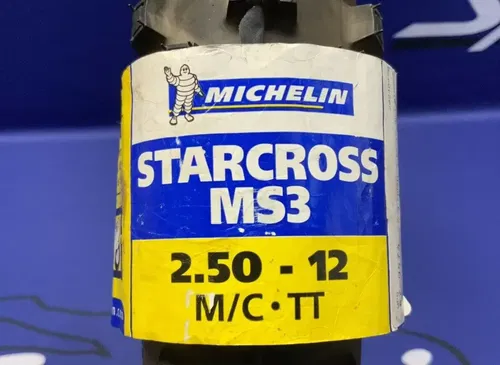 MICHELIN
STARCROSS
MS3
2.50 - 12
M/C · TT